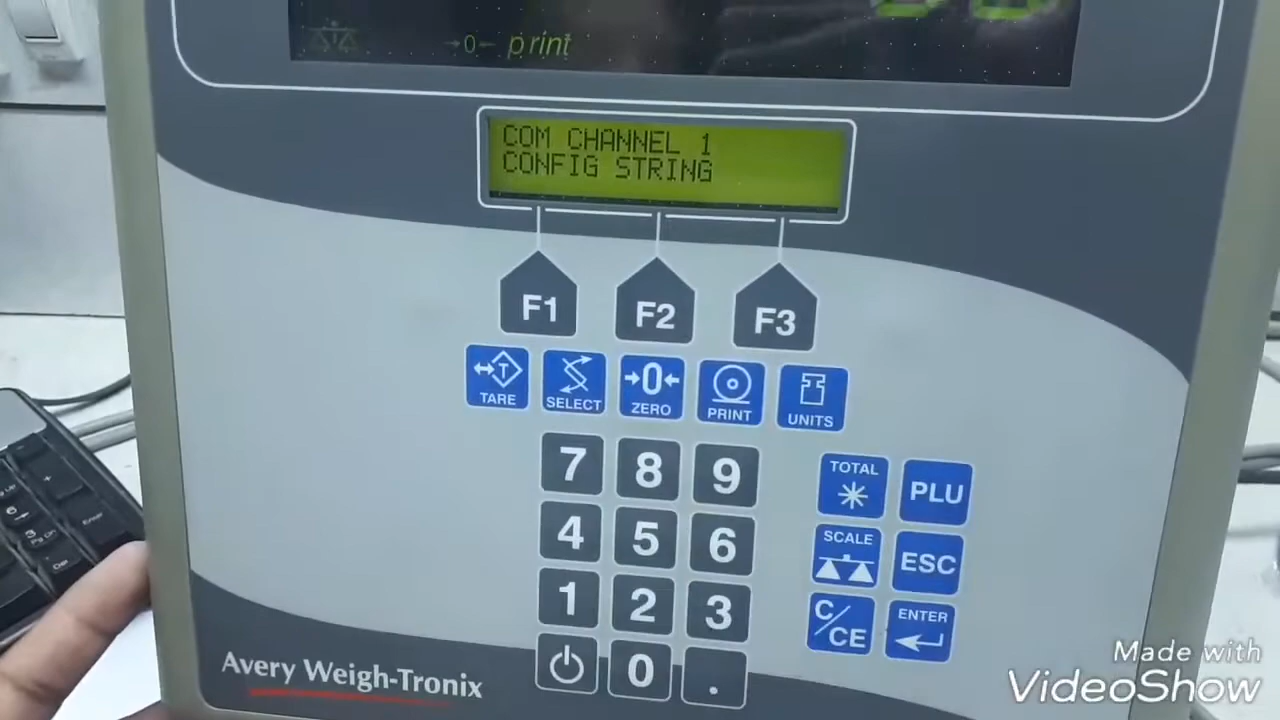 →0← print
COM CHANNEL 1
CONFIG STRING
F1 F2 F3
TARE SELECT →0← ZERO PRINT UNITS
7 8 9
TOTAL PLU
4 5 6
SCALE ESC
1 2 3
C/CE ENTER
0 .
Avery Weigh-Tronix
Made with
VideoShow